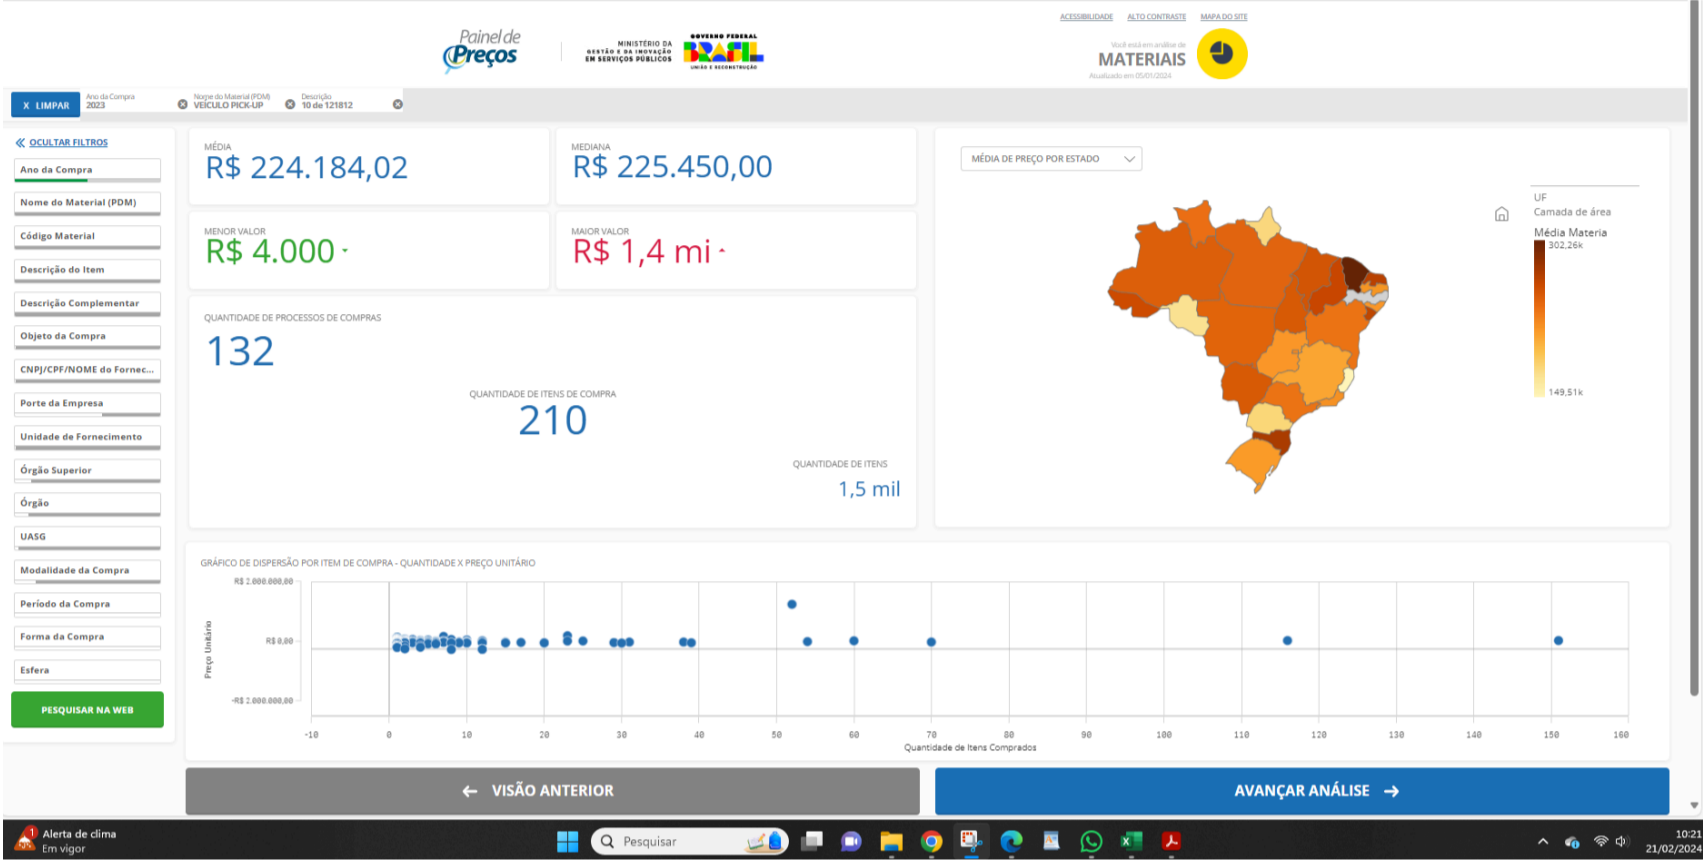 ACESSIBILIDADE ALTO CONTRASTE MAPA DO SITE
Painel de
Preços
MINISTÉRIO DA
GESTÃO E DA INOVAÇÃO
EM SERVIÇOS PÚBLICOS
GOVERNO FEDERAL
BRASIL
UNIÃO E RECONSTRUÇÃO
Você está em análise de
MATERIAIS
Atualizado em 05/01/2024
X LIMPAR
Ano da Compra
2023
Nome do Material (PDM)
VEÍCULO PICK-UP
Descrição
10 de 121812
OCULTAR FILTROS
Ano da Compra
Nome do Material (PDM)
Código Material
Descrição do Item
Descrição Complementar
Objeto da Compra
CNPJ/CPF/NOME do Fornec...
Porte da Empresa
Unidade de Fornecimento
Órgão Superior
Órgão
UASG
Modalidade da Compra
Período da Compra
Forma da Compra
Esfera
PESQUISAR NA WEB
MÉDIA
R$ 224.184,02
MEDIANA
R$ 225.450,00
MENOR VALOR
R$ 4.000
MAIOR VALOR
R$ 1,4 mi
QUANTIDADE DE PROCESSOS DE COMPRAS
132
QUANTIDADE DE ITENS DE COMPRA
210
QUANTIDADE DE ITENS
1,5 mil
MÉDIA DE PREÇO POR ESTADO
UF
Camada de área
Média Materia
302,26k
149,51k
GRÁFICO DE DISPERSÃO POR ITEM DE COMPRA - QUANTIDADE X PREÇO UNITÁRIO
Preço Unitário
R$ 2.000.000,00
R$ 0,00
-R$ 2.000.000,00
-10 0 10 20 30 40 50 60 70 80 90 100 110 120 130 140 150 160
Quantidade de Itens Comprados
← VISÃO ANTERIOR
AVANÇAR ANÁLISE →
1
Alerta de clima
Em vigor
Pesquisar
10:21
21/02/2024